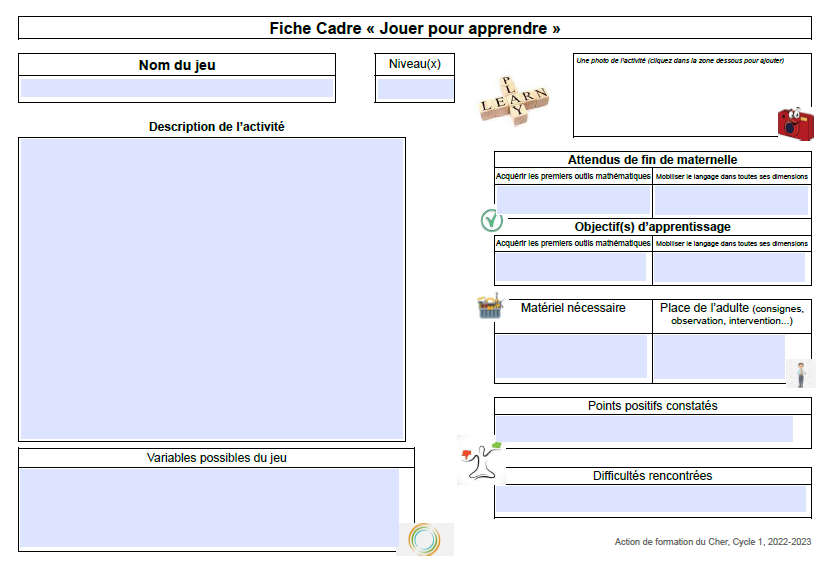 Fiche Cadre « Jouer pour apprendre »
Nom du jeu
Niveau(x)
Une photo de l'activité (cliquez dans la zone dessous pour ajouter)
PLAY
LEARN
Description de l'activité
Attendus de fin de maternelle
Acquérir les premiers outils mathématiques
Mobiliser le langage dans toutes ses dimensions
Objectif(s) d'apprentissage
Acquérir les premiers outils mathématiques
Mobiliser le langage dans toutes ses dimensions
Matériel nécessaire
Place de l'adulte (consignes,
observation, intervention...)
Points positifs constatés
Variables possibles du jeu
Difficultés rencontrées
Action de formation du Cher, Cycle 1, 2022-2023